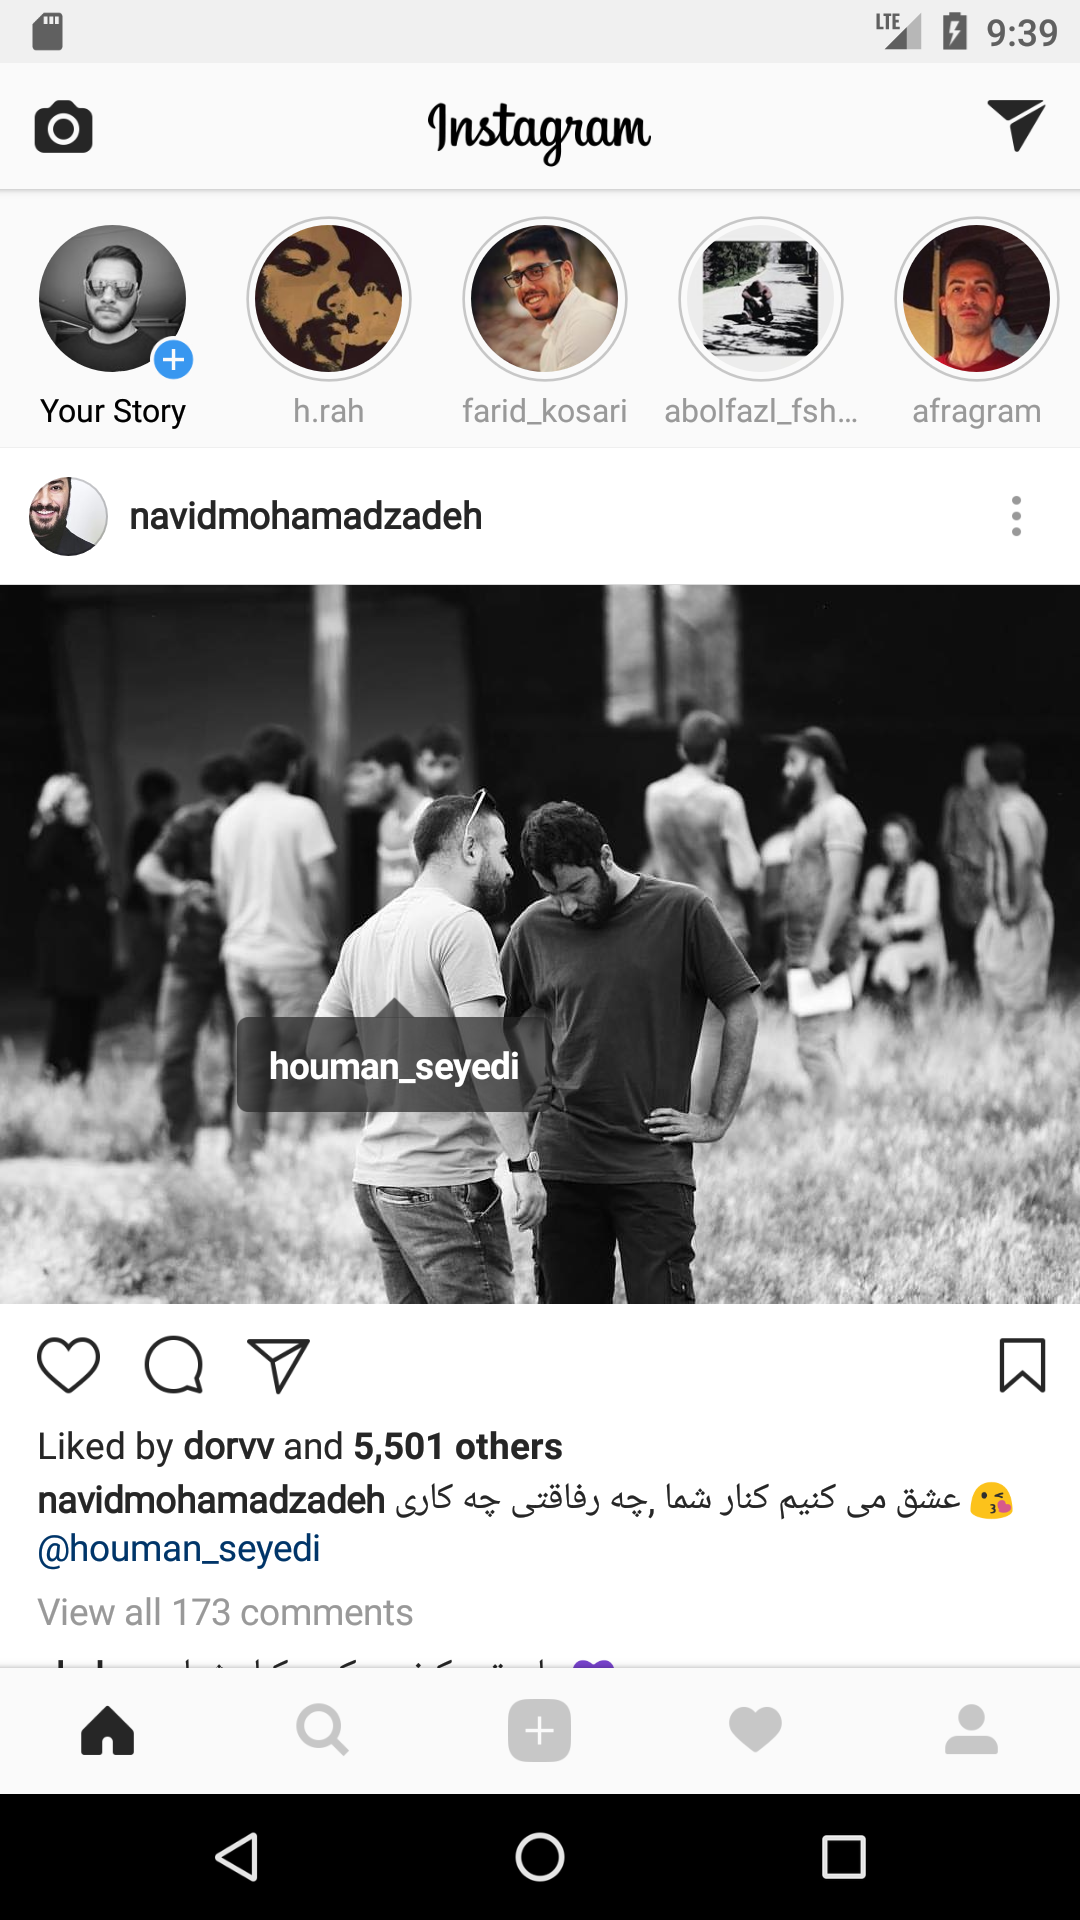 LTE 9:39
Instagram
Your Story h.rah farid_kosari abolfazl_fsh... afragram
navidmohamadzadeh
houman_seyedi
Liked by dorvv and 5,501 others
navidmohamadzadeh عشق می کنیم کنار شما ,چه رفاقتی چه کاری 😘
@houman_seyedi
View all 173 comments